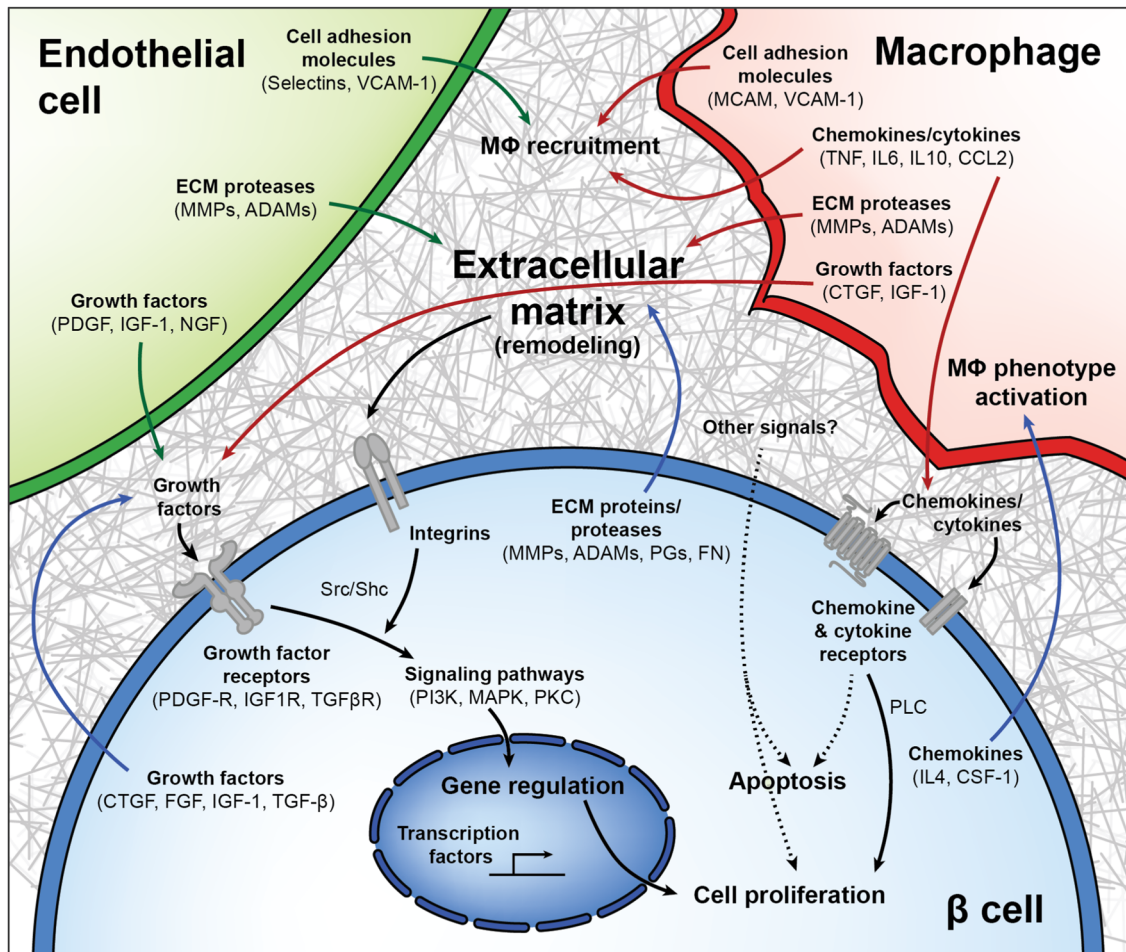 Endothelial
cell
Cell adhesion
molecules
(Selectins, VCAM-1)
Macrophage
Cell adhesion
molecules
(MCAM, VCAM-1)
MΦ recruitment
Chemokines/cytokines
(TNF, IL6, IL10, CCL2)
ECM proteases
(MMPs, ADAMs)
ECM proteases
(MMPs, ADAMs)
Extracellular
matrix
(remodeling)
Growth factors
(CTGF, IGF-1)
Growth factors
(PDGF, IGF-1, NGF)
MΦ phenotype
activation
Other signals?
Growth
factors
Integrins
ECM proteins/
proteases
(MMPs, ADAMs, PGs, FN)
Chemokines/
cytokines
Src/Shc
Chemokine
& cytokine
receptors
Growth factor
receptors
(PDGF-R, IGF1R, TGFβR)
Signaling pathways
(PI3K, MAPK, PKC)
PLC
Growth factors
(CTGF, FGF, IGF-1, TGF-β)
Gene regulation
Apoptosis
Chemokines
(IL4, CSF-1)
Transcription
factors
Cell proliferation
β cell